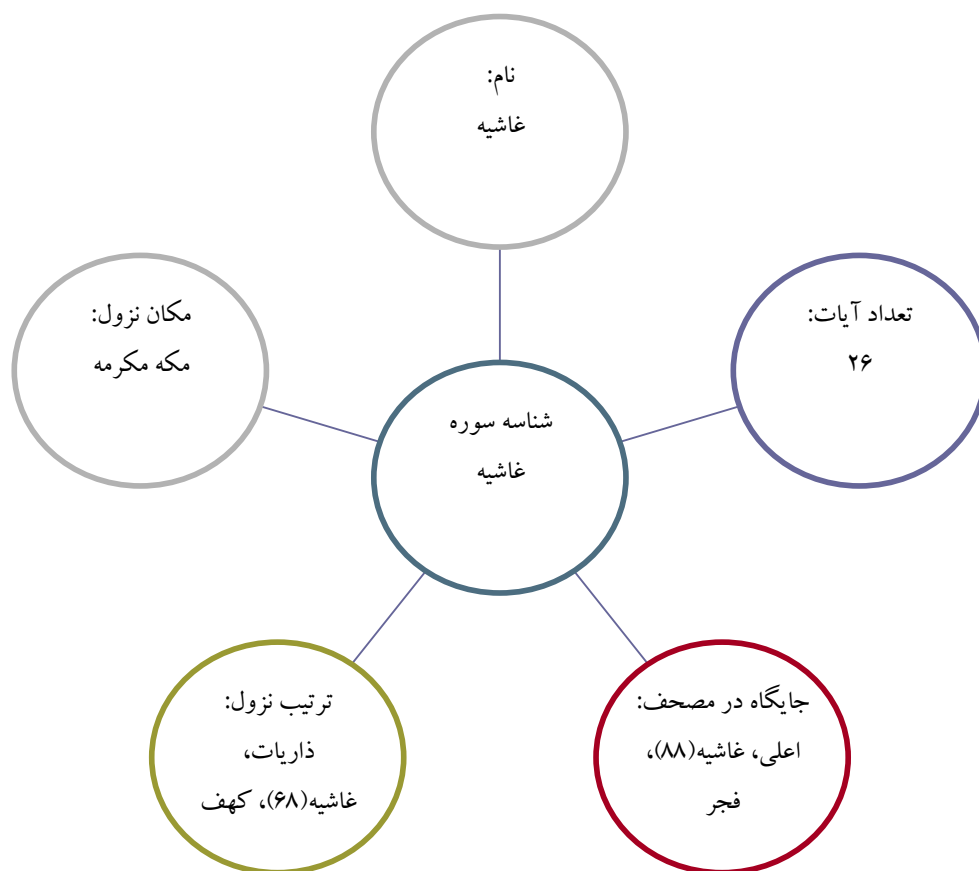 نام:
غاشیه
تعداد آیات:
۲۶
مکان نزول:
مکه مکرمه
شناسه سوره
غاشیه
جایگاه در مصحف:
اعلی، غاشیه(۸۸)،
فجر
ترتیب نزول:
ذاریات،
غاشیه(۶۸)، کهف